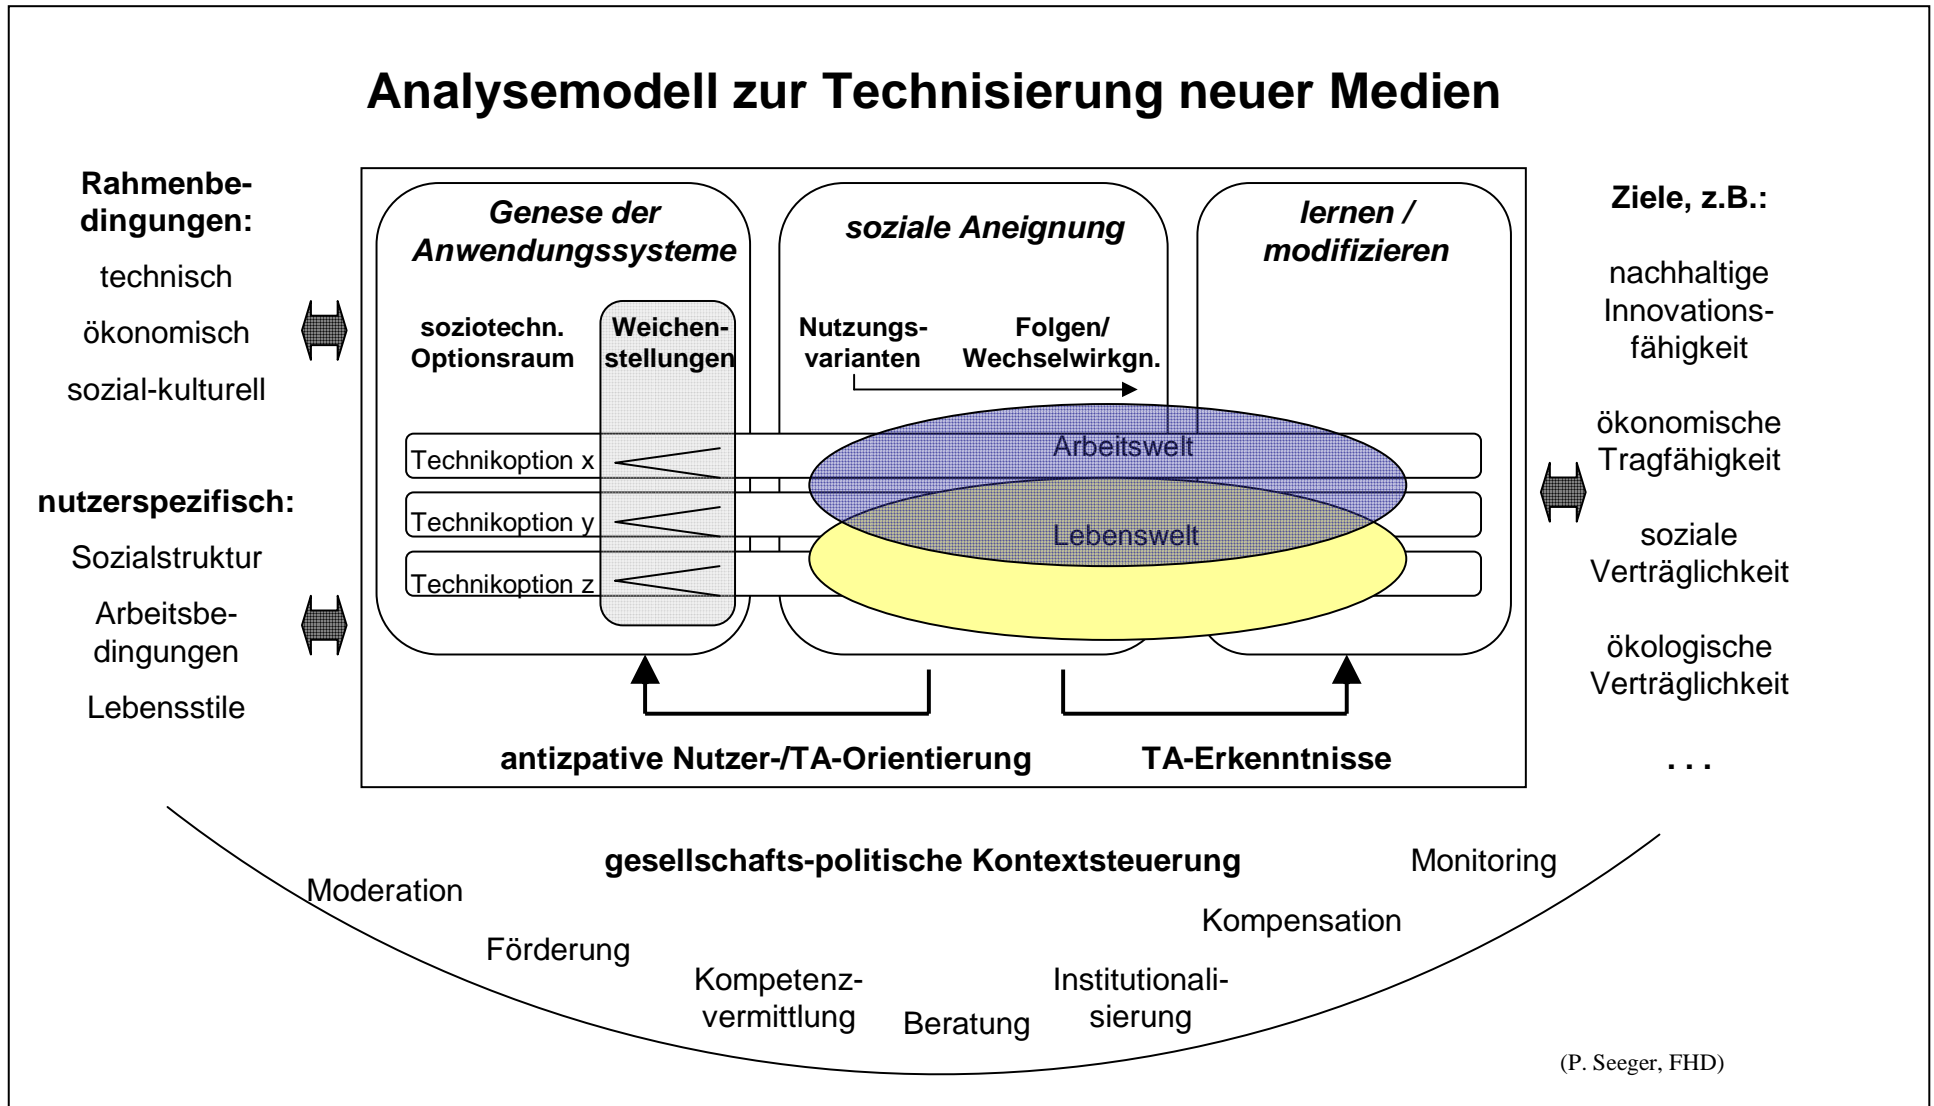 Analysemodell zur Technisierung neuer Medien
Rahmenbe-
dingungen:
technisch
ökonomisch
sozial-kulturell
nutzerspezifisch:
Sozialstruktur
Arbeitsbe-
dingungen
Lebensstile
Genese der
Anwendungssysteme
soziotechn.
Optionsraum
Weichen-
stellungen
Technikoption x
Technikoption y
Technikoption z
soziale Aneignung
Nutzungs-
varianten
Folgen/
Wechselwirkgn.
Arbeitswelt
Lebenswelt
lernen /
modifizieren
antizpative Nutzer-/TA-Orientierung
TA-Erkenntnisse
Ziele, z.B.:
nachhaltige
Innovations-
fähigkeit
ökonomische
Tragfähigkeit
soziale
Verträglichkeit
ökologische
Verträglichkeit
. . .
gesellschafts-politische Kontextsteuerung
Moderation
Förderung
Kompetenz-
vermittlung
Beratung
Institutionali-
sierung
Kompensation
Monitoring
(P. Seeger, FHD)